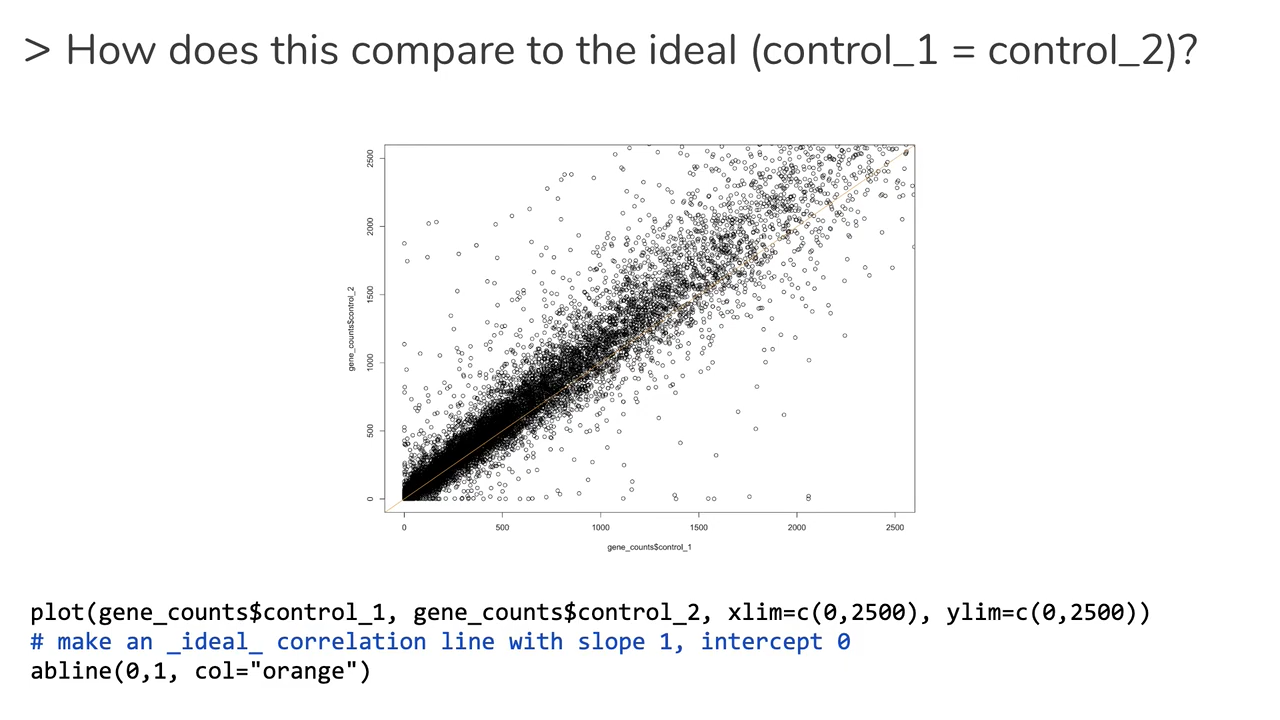 > How does this compare to the ideal (control_1 = control_2)?
2500
2000
1500
1000
500
0
gene_counts$control_2
0 500 1000 1500 2000 2500
gene_counts$control_1
plot(gene_counts$control_1, gene_counts$control_2, xlim=c(0,2500), ylim=c(0,2500))
# make an _ideal_ correlation line with slope 1, intercept 0
abline(0,1, col="orange")